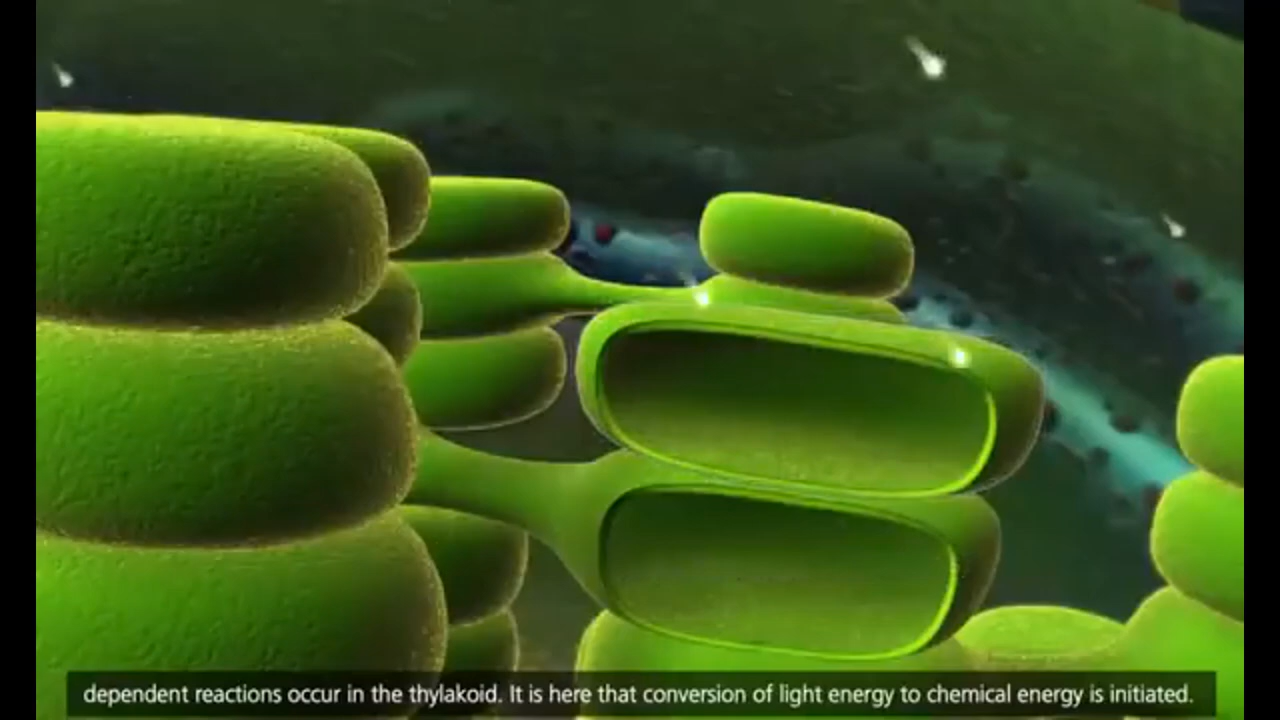 dependent reactions occur in the thylakoid. It is here that conversion of light energy to chemical energy is initiated.